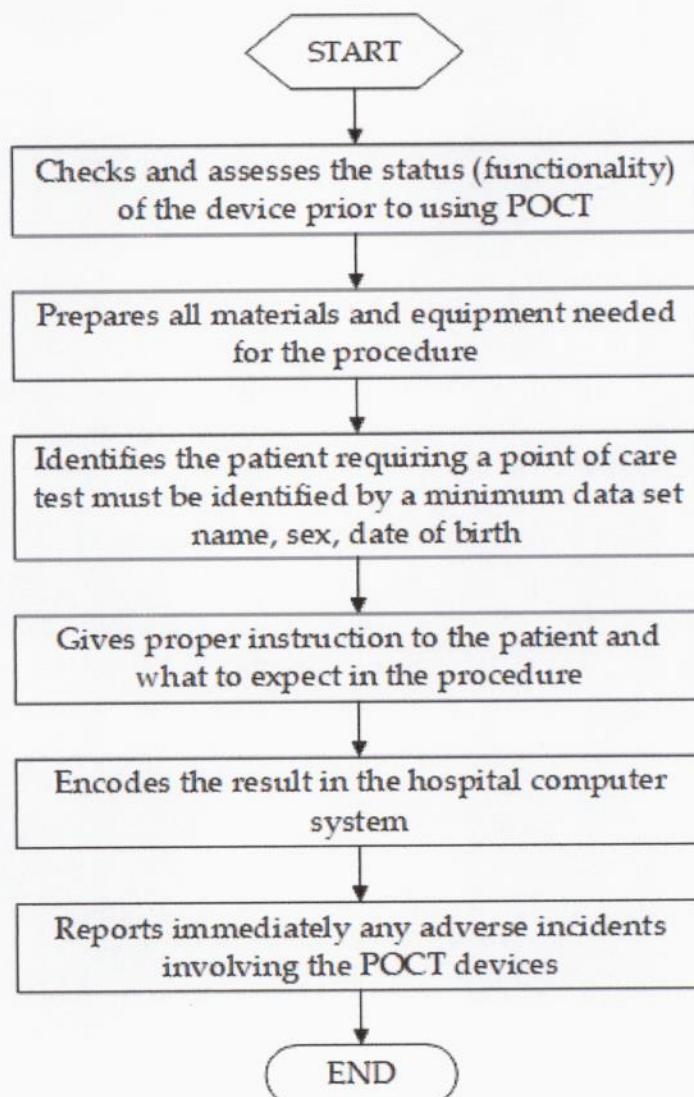 START
Checks and assesses the status (functionality)
of the device prior to using POCT
Prepares all materials and equipment needed
for the procedure
Identifies the patient requiring a point of care
test must be identified by a minimum data set
name, sex, date of birth
Gives proper instruction to the patient and
what to expect in the procedure
Encodes the result in the hospital computer
system
Reports immediately any adverse incidents
involving the POCT devices
END